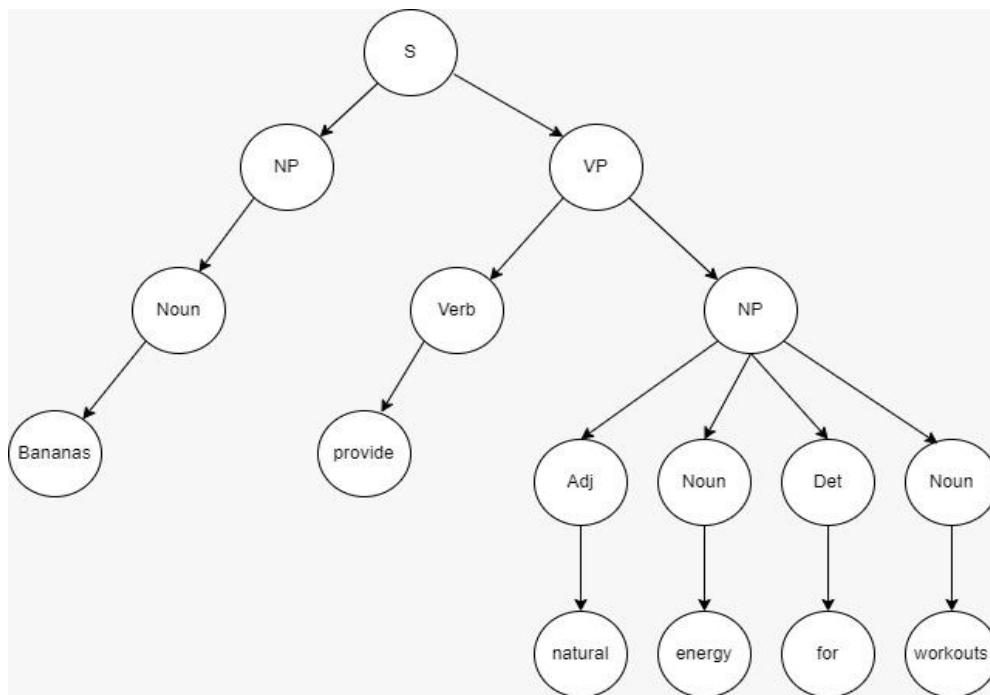 S
NP
VP
Noun
Verb
NP
Bananas
provide
Adj
Noun
Det
Noun
natural
energy
for
workouts